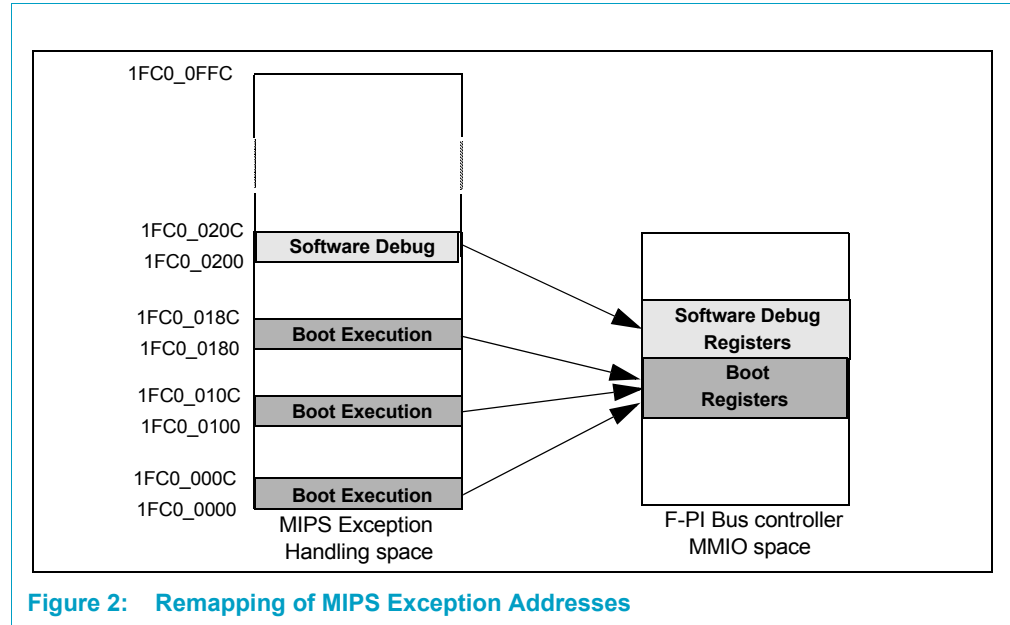 1FC0_0FFC
1FC0_020C
Software Debug
1FC0_0200
1FC0_018C
Boot Execution
1FC0_0180
1FC0_010C
Boot Execution
1FC0_0100
1FC0_000C
Boot Execution
1FC0_0000
MIPS Exception
Handling space
Software Debug
Registers
Boot
Registers
F-PI Bus controller
MMIO space
Figure 2: Remapping of MIPS Exception Addresses